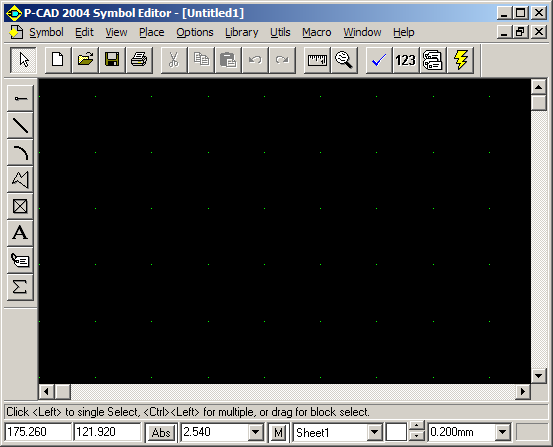 P-CAD 2004 Symbol Editor - [Untitled1]
Symbol Edit View Place Options Library Utils Macro Window Help
123
A
Σ
Click <Left> to single Select, <Ctrl><Left> for multiple, or drag for block select.
175.260 121.920 Abs 2.540 M Sheet1 0.200mm